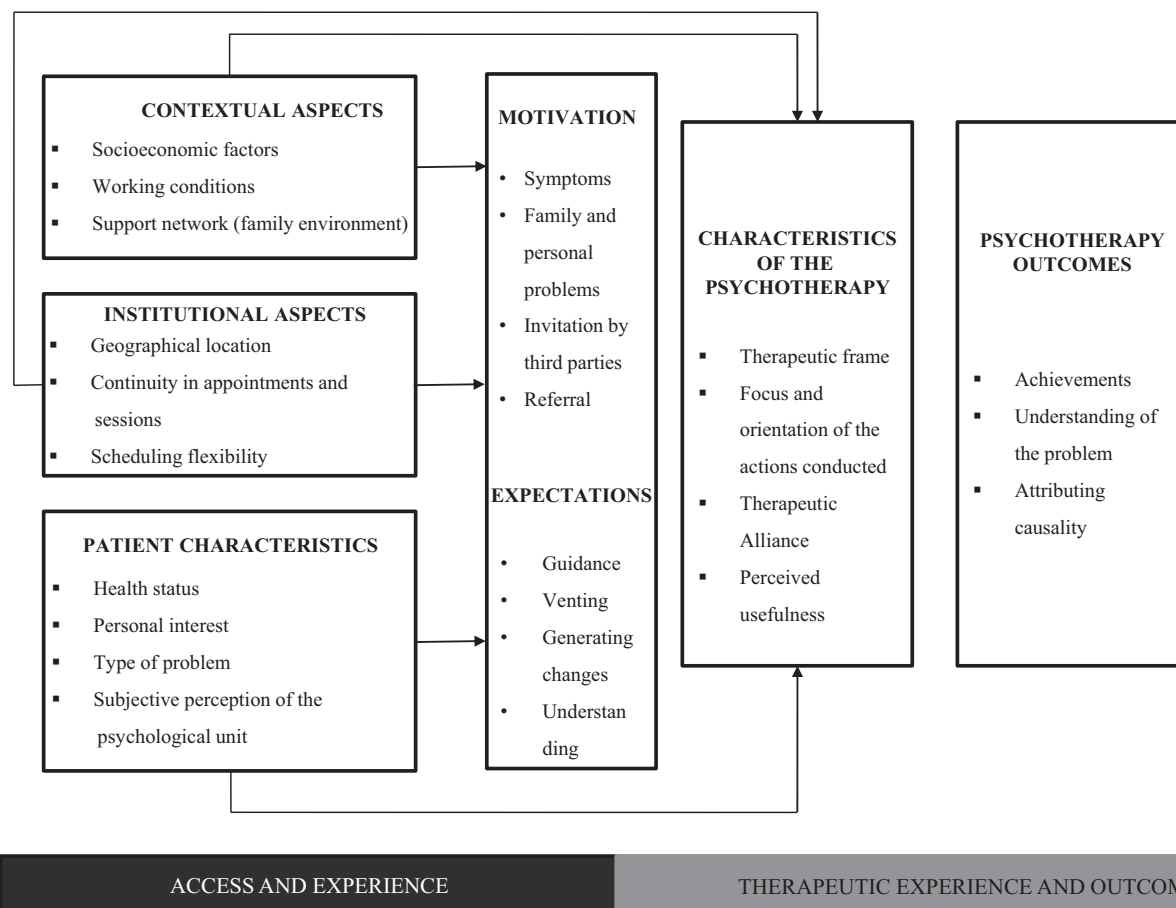 CONTEXTUAL ASPECTS
▪ Socioeconomic factors
▪ Working conditions
▪ Support network (family environment)
INSTITUTIONAL ASPECTS
▪ Geographical location
▪ Continuity in appointments and
sessions
▪ Scheduling flexibility
PATIENT CHARACTERISTICS
▪ Health status
▪ Personal interest
▪ Type of problem
▪ Subjective perception of the
psychological unit
MOTIVATION
• Symptoms
• Family and
personal
problems
• Invitation by
third parties
• Referral
EXPECTATIONS
• Guidance
• Venting
• Generating
changes
• Understan
ding
CHARACTERISTICS
OF THE
PSYCHOTHERAPY
▪ Therapeutic frame
▪ Focus and
orientation of the
actions conducted
▪ Therapeutic
Alliance
▪ Perceived
usefulness
PSYCHOTHERAPY
OUTCOMES
▪ Achievements
▪ Understanding of
the problem
▪ Attributing
causality
ACCESS AND EXPERIENCE
THERAPEUTIC EXPERIENCE AND